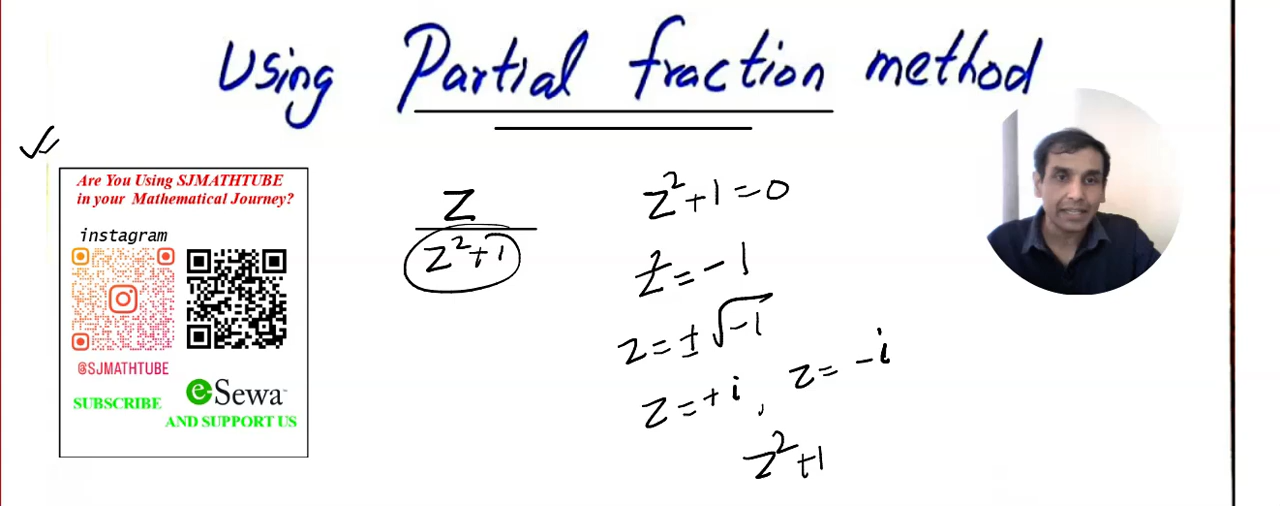 Using Partial fraction method
Are You Using SJMATHTUBE
in your Mathematical Journey?
instagram
@SJMATHTUBE
eSewa
SUBSCRIBE
AND SUPPORT US
z
z²+1
z²+1=0
z²=-1
z=±√-1
z=+i, z=-i
z²+1